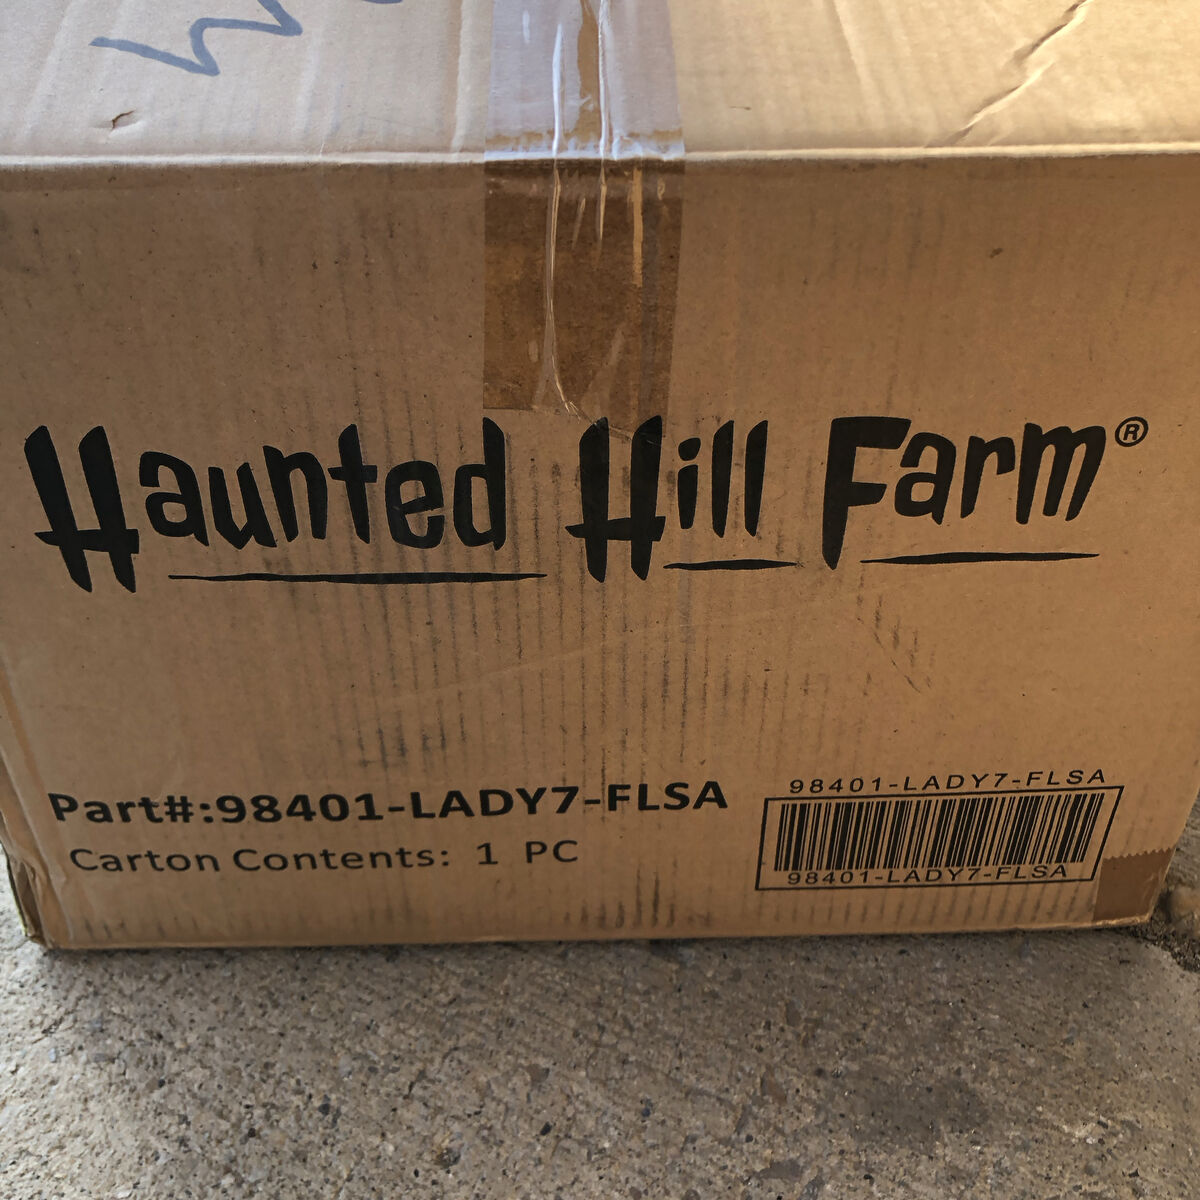 Haunted Hill Farm®
Part#:98401-LADY7-FLSA
Carton Contents: 1 PC
98401-LADY7-FLSA
98401-LADY7-FLSA